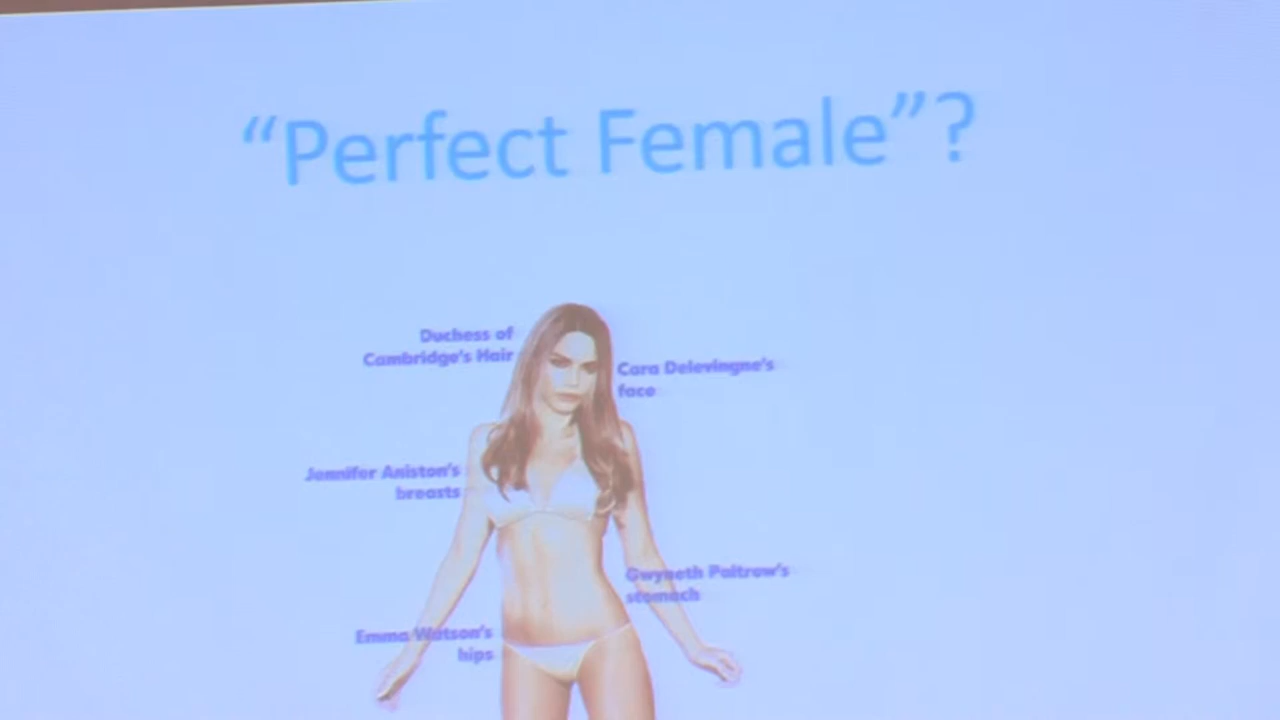 “Perfect Female”?
Duchess of
Cambridge's Hair
Cara Delevingne's
face
Jennifer Aniston's
breasts
Gwyneth Paltrow's
stomach
Emma Watson's
hips